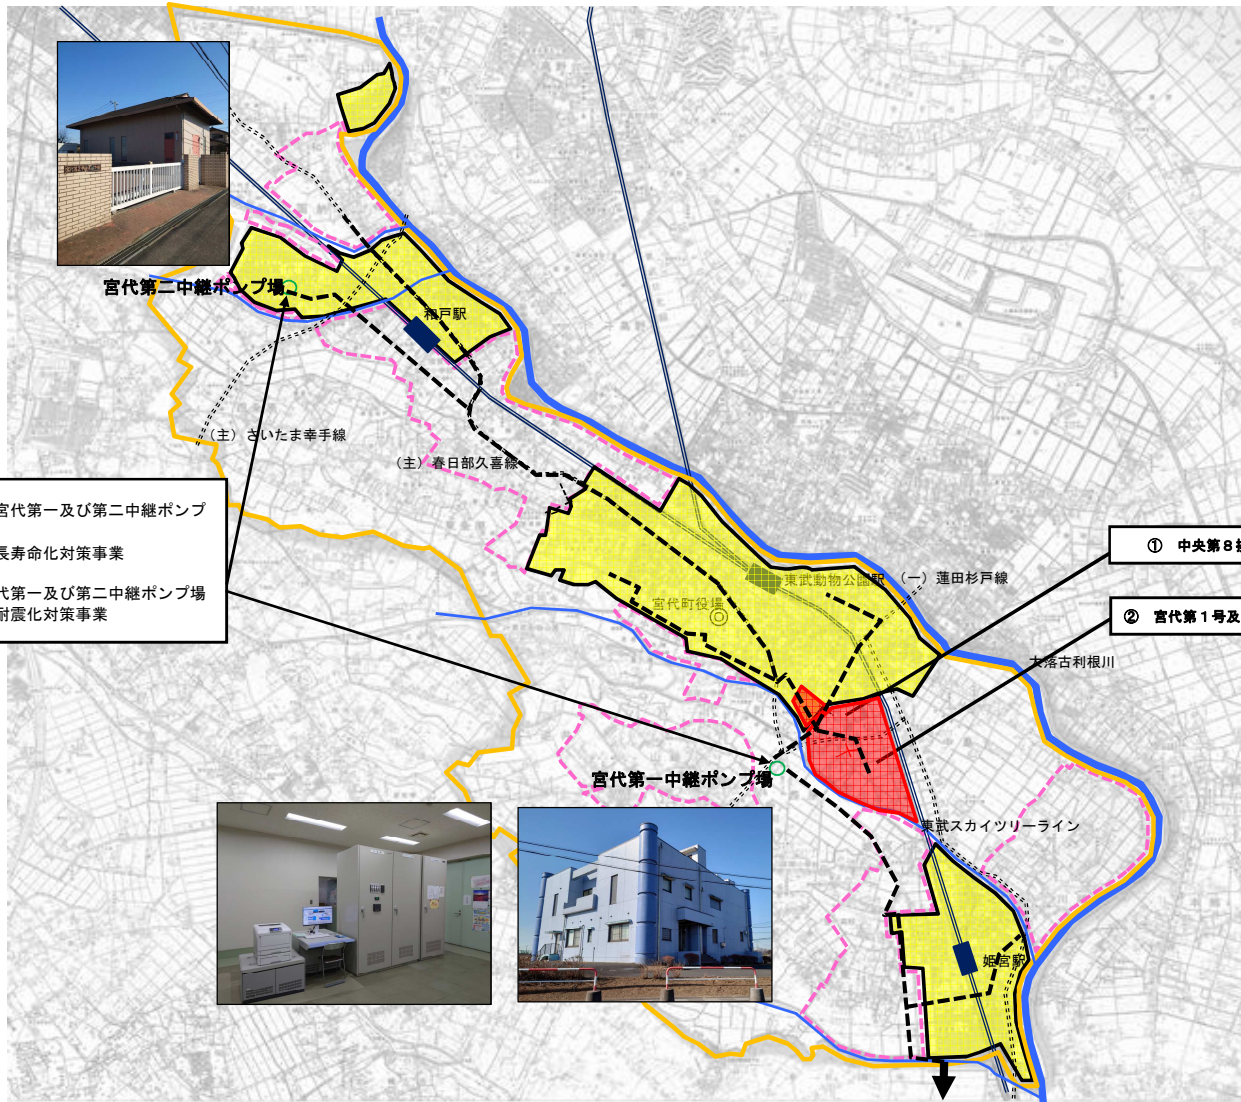 宮代第二中継ポンプ場
和戸駅
（主）さいたま幸手線
（主）春日部久喜線
宮代第一及び第二中継ポンプ
長寿命化対策事業
代第一及び第二中継ポンプ場
耐震化対策事業
① 中央第８
東武動物公園駅
（一）蓮田杉戸線
宮代町役場
② 宮代第１号及
大落古利根川
宮代第一中継ポンプ場
東武スカイツリーライン
姫宮駅